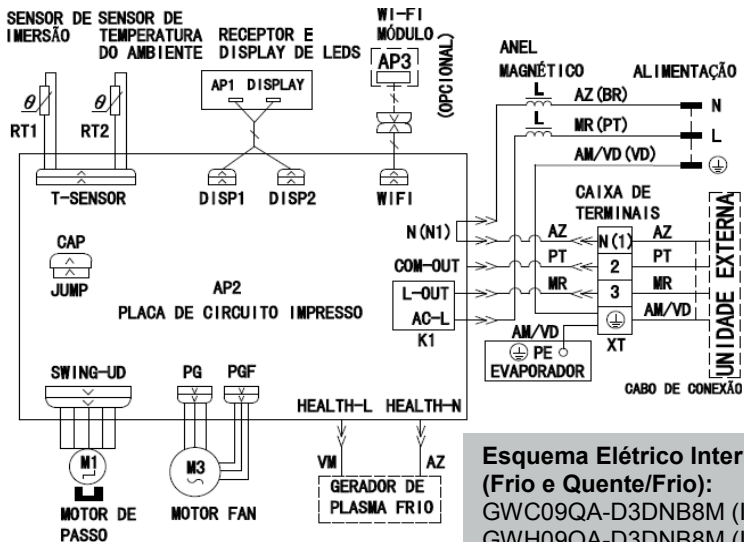 SENSOR DE IMERSÃO
RT1
SENSOR DE TEMPERATURA DO AMBIENTE
RT2
RECEPTOR E DISPLAY DE LEDS
AP1 DISPLAY
WI-FI MÓDULO
AP3
(OPCIONAL)
ANEL MAGNÉTICO
ALIMENTAÇÃO
L
AZ(BR)
N
L
MR(PT)
L
AM/VD(VD)
T-SENSOR
DISP1
DISP2
WIFI
CAP
JUMP
AP2
PLACA DE CIRCUITO IMPRESSO
N(N1)
COM-OUT
L-OUT
AC-L
K1
CAIXA DE TERMINAIS
AZ
N(1)
AZ
PT
2
PT
MR
3
MR
AM/VD
XT
UNIDADE EXTERNA
CABO DE CONEXÃO
AM/VD
PE
EVAPORADOR
SWING-UD
PG
PGF
HEALTH-L
HEALTH-N
M1
MOTOR DE PASSO
M3
MOTOR FAN
VM
AZ
GERADOR DE PLASMA FRIO
Esquema Elétrico Inter
(Frio e Quente/Frio):
GWC09QA-D3DNB8M (I